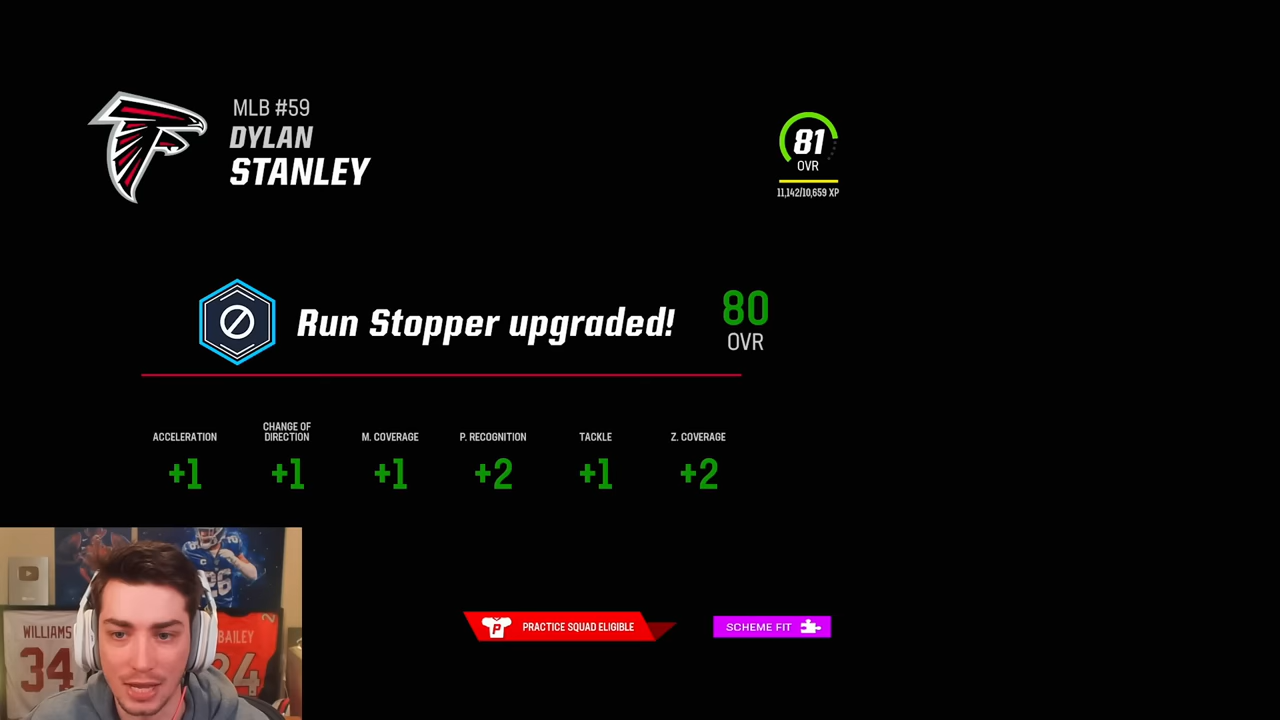 MLB #59
DYLAN
STANLEY
81
OVR
11,142/10,659 XP
Run Stopper upgraded!
80
OVR
ACCELERATION
+1
CHANGE OF
DIRECTION
+1
M. COVERAGE
+1
P. RECOGNITION
+2
TACKLE
+1
Z. COVERAGE
+2
P
PRACTICE SQUAD ELIGIBLE
SCHEME FIT
26
WILLIAMS
34
BAILEY
24